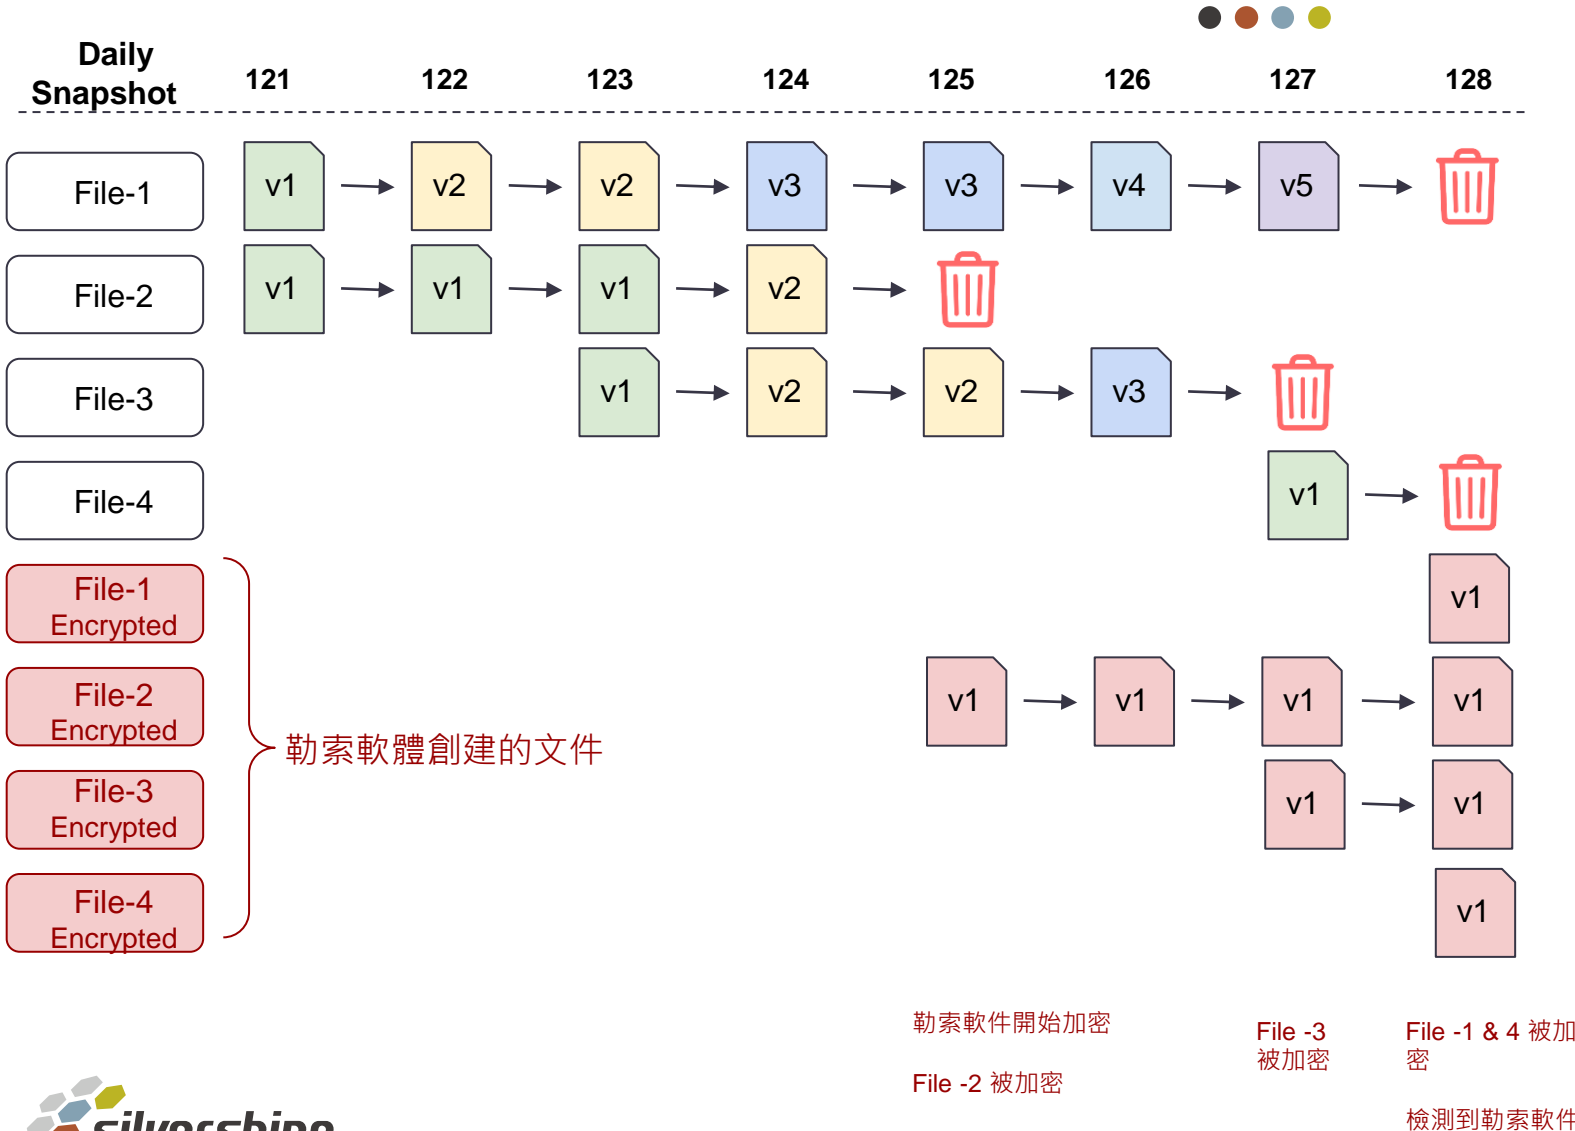 Daily
Snapshot
121 122 123 124 125 126 127 128
File-1 v1 v2 v2 v3 v3 v4 v5
File-2 v1 v1 v1 v2
File-3 v1 v2 v2 v3
File-4 v1
File-1
Encrypted
v1
File-2
Encrypted
v1 v1 v1 v1
勒索軟體創建的文件
File-3
Encrypted
v1 v1
File-4
Encrypted
v1
勒索軟件開始加密
File -2 被加密
File -3
被加密
File -1 & 4 被加
密
檢測到勒索軟件
silvershine